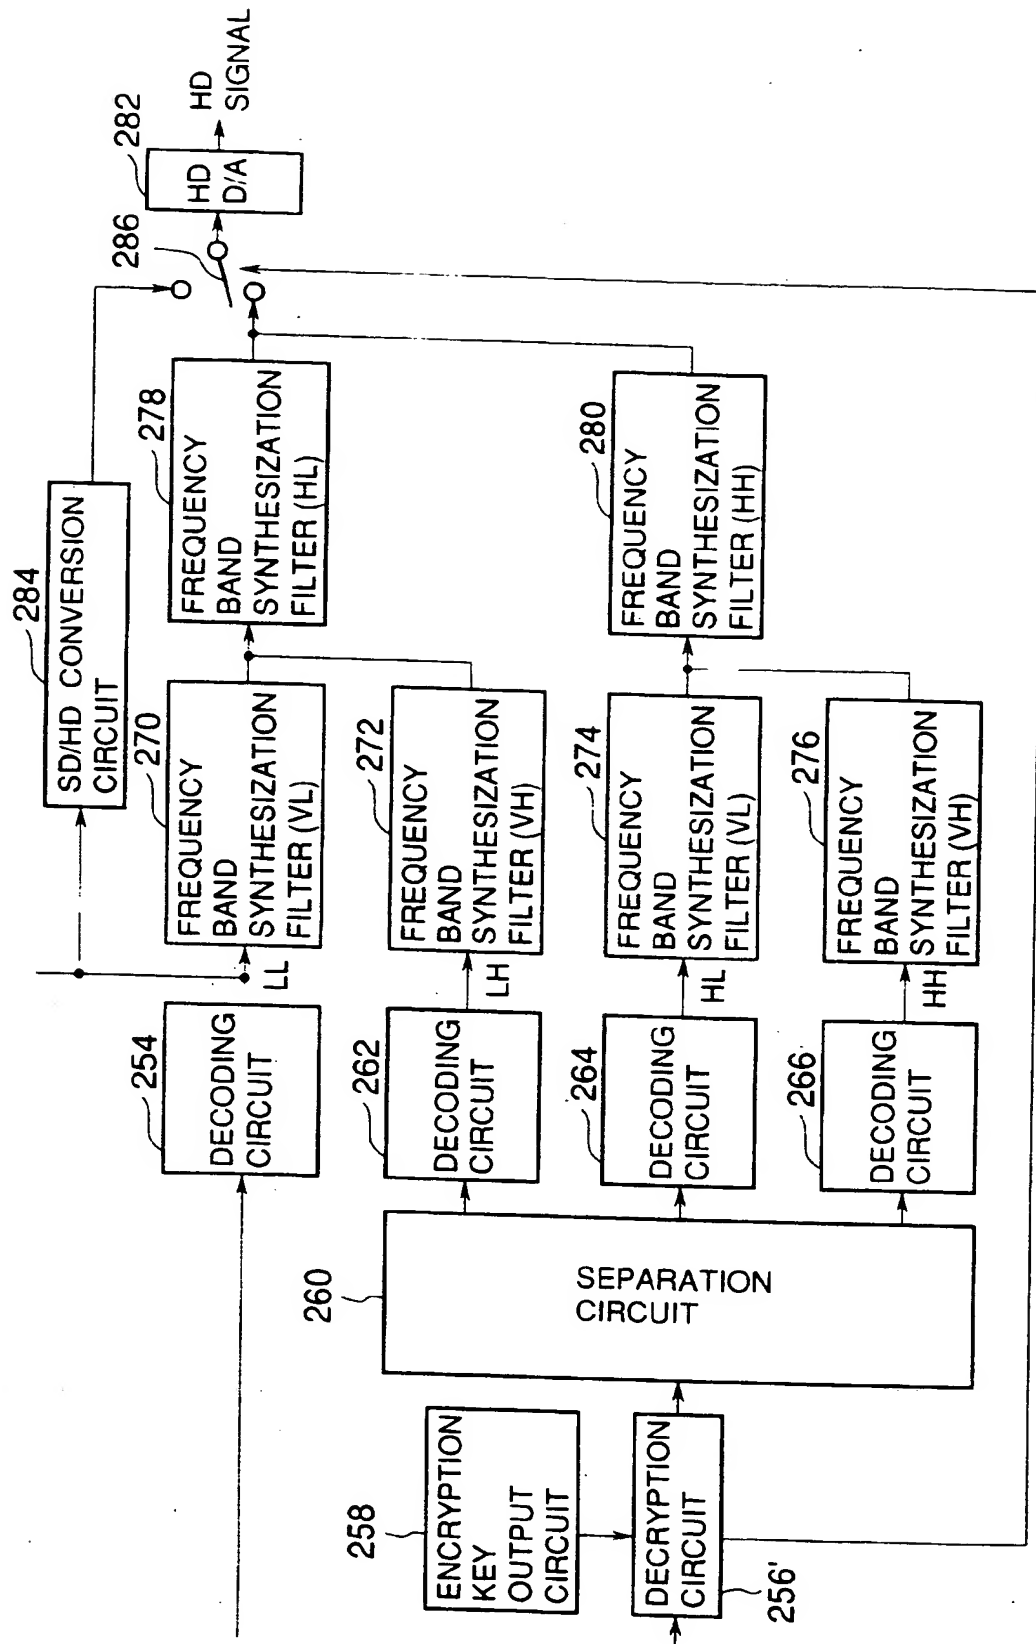 284
SD/HD CONVERSION
CIRCUIT
254
DECODING
CIRCUIT
LL
270
FREQUENCY
BAND
SYNTHESIZATION
FILTER (VL)
278
FREQUENCY
BAND
SYNTHESIZATION
FILTER (HL)
286
282
HD
D/A
HD
SIGNAL
262
DECODING
CIRCUIT
LH
272
FREQUENCY
BAND
SYNTHESIZATION
FILTER (VH)
258
ENCRYPTION
KEY
OUTPUT
CIRCUIT
260
SEPARATION
CIRCUIT
264
DECODING
CIRCUIT
HL
274
FREQUENCY
BAND
SYNTHESIZATION
FILTER (VL)
280
FREQUENCY
BAND
SYNTHESIZATION
FILTER (HH)
DECRYPTION
CIRCUIT
256'
266
DECODING
CIRCUIT
HH
276
FREQUENCY
BAND
SYNTHESIZATION
FILTER (VH)